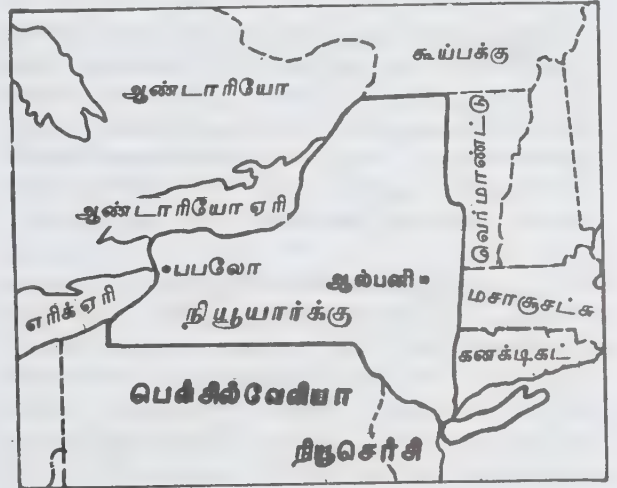 கூய்பக்கு
ஆண்டாரியோ
வெர்மாண்ட்டு
ஆண்டாரியோ ஏரி
பபலோ
ஆல்பனி
எரிக் ஏரி
நியூயார்க்கு
மசாசூசட்சு
கனக்டிகட்
பென்சில்வேனியா
நியூசெர்சி